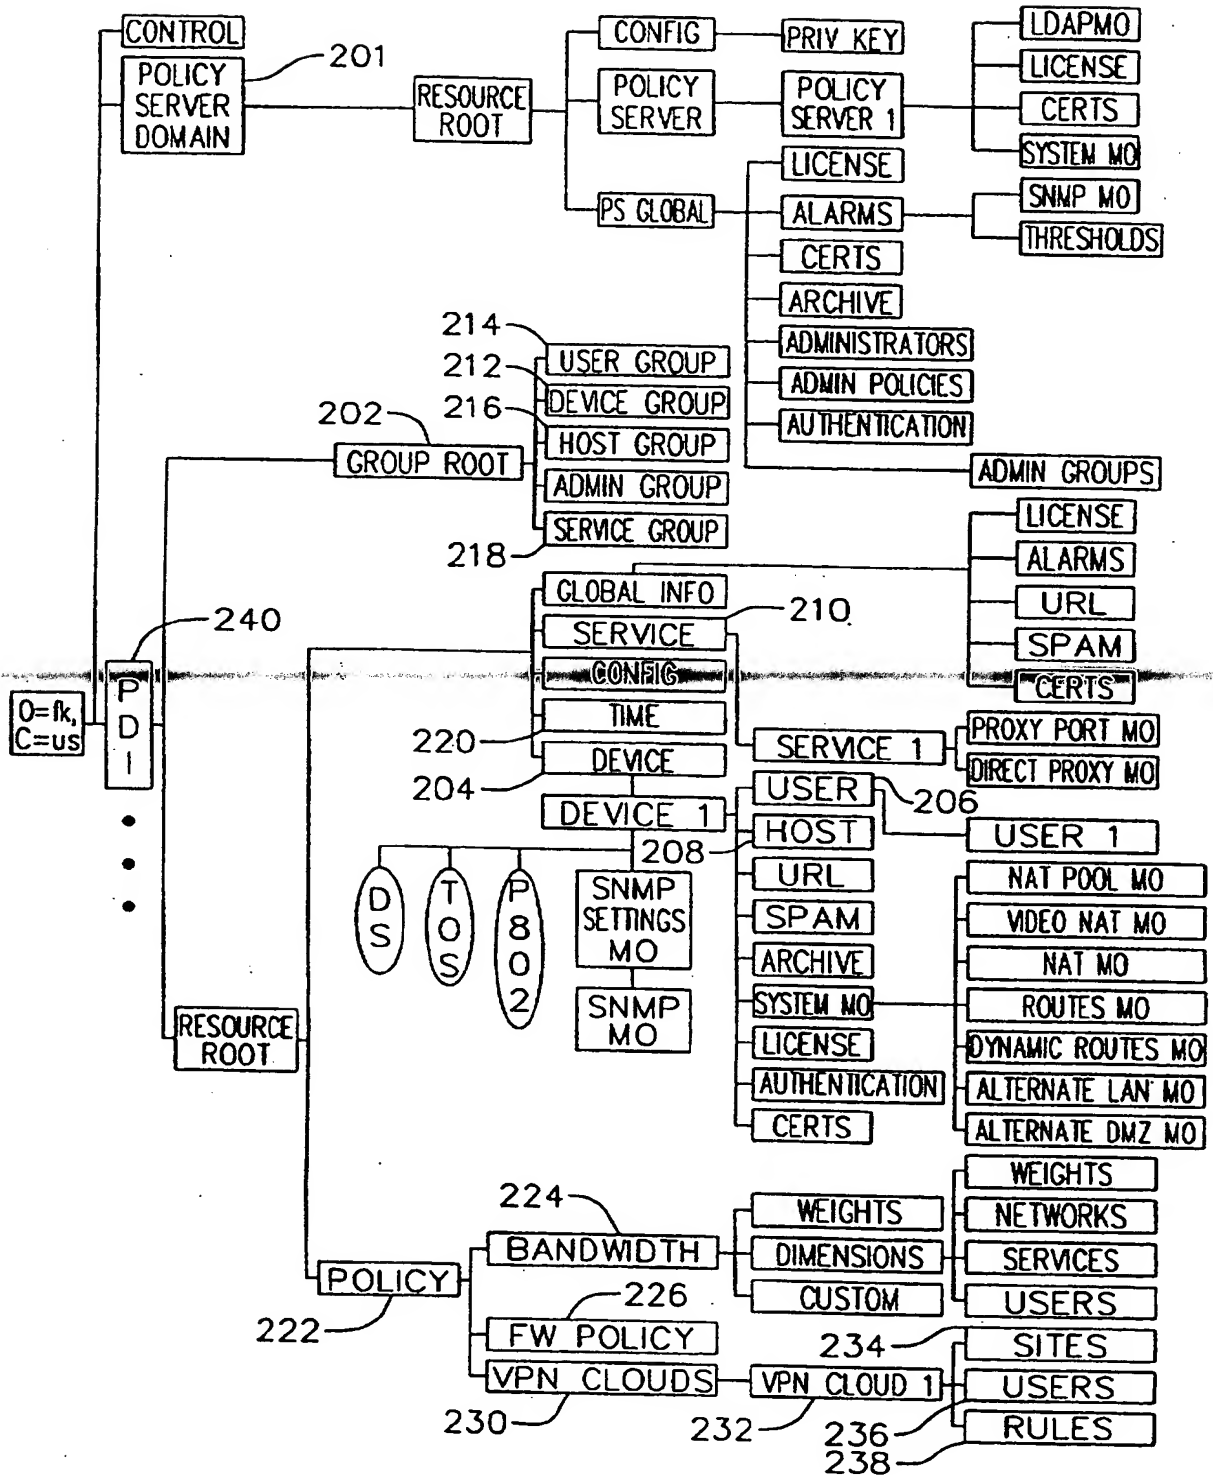 CONTROL
POLICY
SERVER
DOMAIN
201
RESOURCE
ROOT
CONFIG
PRIV KEY
POLICY
SERVER
POLICY
SERVER 1
LDAPMO
LICENSE
CERTS
SYSTEM MO
PS GLOBAL
LICENSE
ALARMS
SNMP MO
THRESHOLDS
CERTS
ARCHIVE
ADMINISTRATORS
ADMIN POLICIES
AUTHENTICATION
ADMIN GROUPS
214
212
216
202
218
GROUP ROOT
USER GROUP
DEVICE GROUP
HOST GROUP
ADMIN GROUP
SERVICE GROUP
O=fk,
C=us
240
P
D
I
RESOURCE
ROOT
GLOBAL INFO
LICENSE
ALARMS
URL
SPAM
CERTS
SERVICE
210
SERVICE 1
PROXY PORT MO
DIRECT PROXY MO
CONFIG
TIME
220
DEVICE
204
DEVICE 1
DS
TOS
P802
SNMP
SETTINGS
MO
SNMP
MO
USER
206
USER 1
HOST
208
URL
SPAM
ARCHIVE
SYSTEM MO
NAT POOL MO
VIDEO NAT MO
NAT MO
ROUTES MO
DYNAMIC ROUTES MO
ALTERNATE LAN MO
ALTERNATE DMZ MO
LICENSE
AUTHENTICATION
CERTS
POLICY
222
224
BANDWIDTH
WEIGHTS
DIMENSIONS
CUSTOM
WEIGHTS
NETWORKS
SERVICES
USERS
226
FW POLICY
VPN CLOUDS
230
VPN CLOUD 1
232
234
SITES
USERS
236
RULES
238